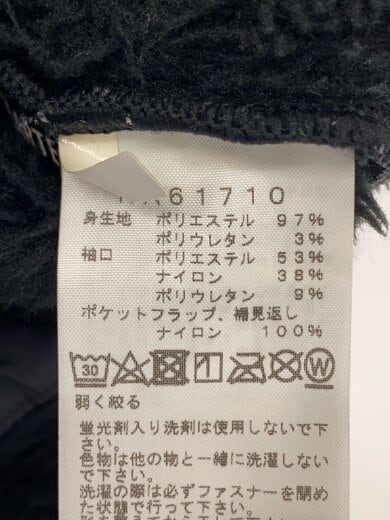 61710
身生地 ポリエステル 97%
ポリウレタン 3%
袖口 ポリエステル 53%
ナイロン 38%
ポリウレタン 9%
ポケットフラップ、裾見返し
ナイロン 100%
30 W
弱く絞る
蛍光剤入り洗剤は使用しないで下
さい。
色物は他の物と一緒に洗濯しない
で下さい。
洗濯の際は必ずファスナーを閉め
た状態で行って下さい。